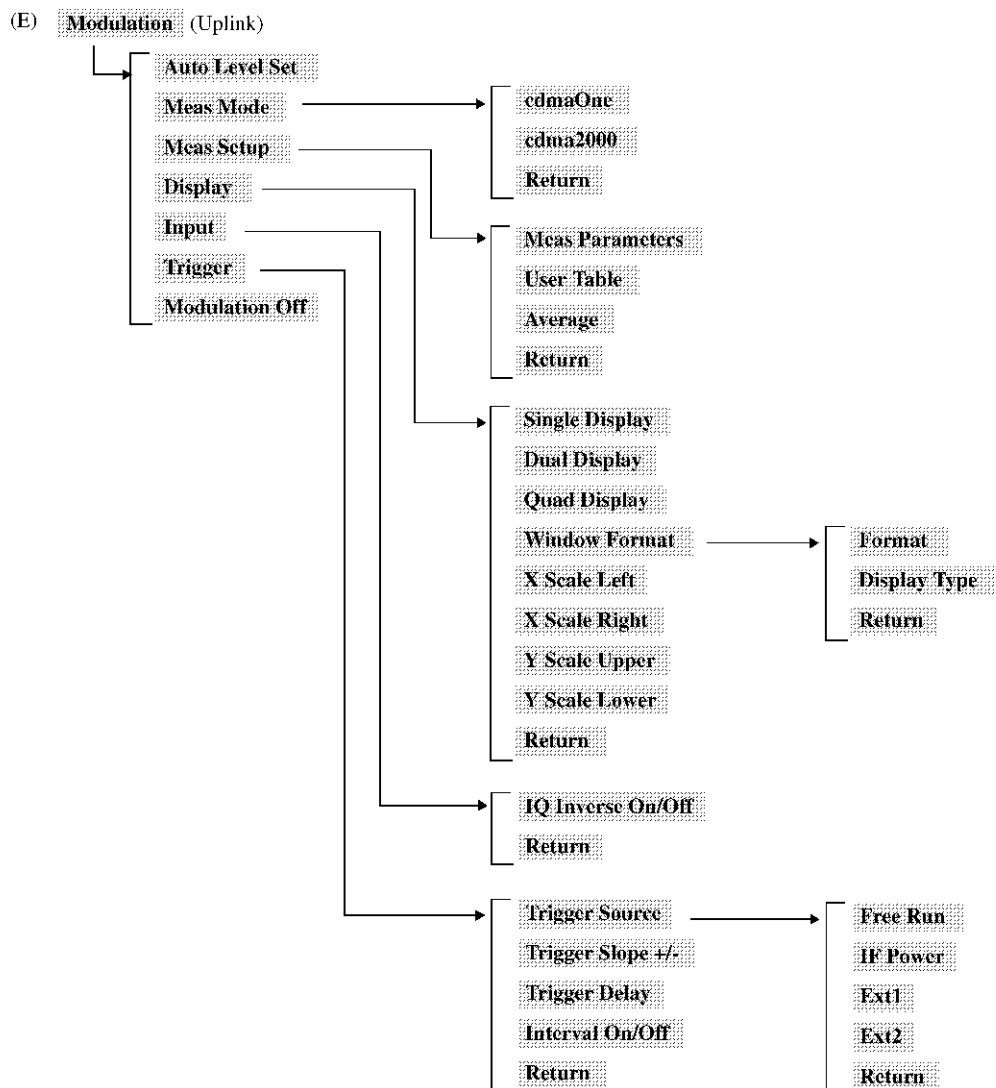 (E) Modulation (Uplink)
Auto Level Set
Meas Mode
Meas Setup
Display
Input
Trigger
Modulation Off
cdmaOne
cdma2000
Return
Meas Parameters
User Table
Average
Return
Single Display
Dual Display
Quad Display
Window Format
X Scale Left
X Scale Right
Y Scale Upper
Y Scale Lower
Return
Format
Display Type
Return
IQ Inverse On/Off
Return
Trigger Source
Trigger Slope +/-
Trigger Delay
Interval On/Off
Return
Free Run
IF Power
Ext1
Ext2
Return